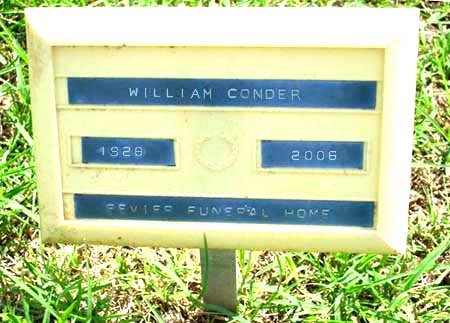 WILLIAM CONDER
1928 2006
SEVIER FUNERAL HOME